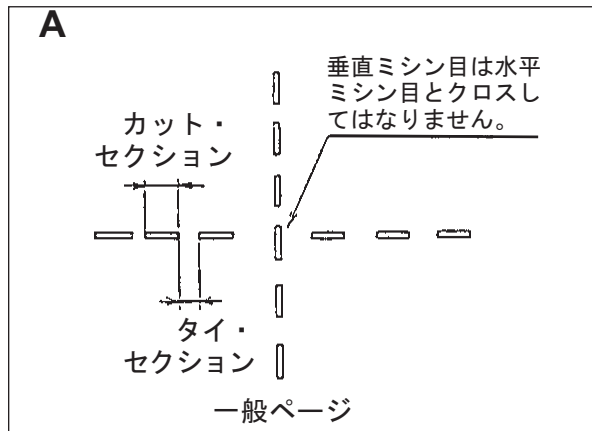 A
垂直ミシン目は水平
ミシン目とクロスし
てはなりません。
カット・
セクション
タイ・
セクション
一般ページ